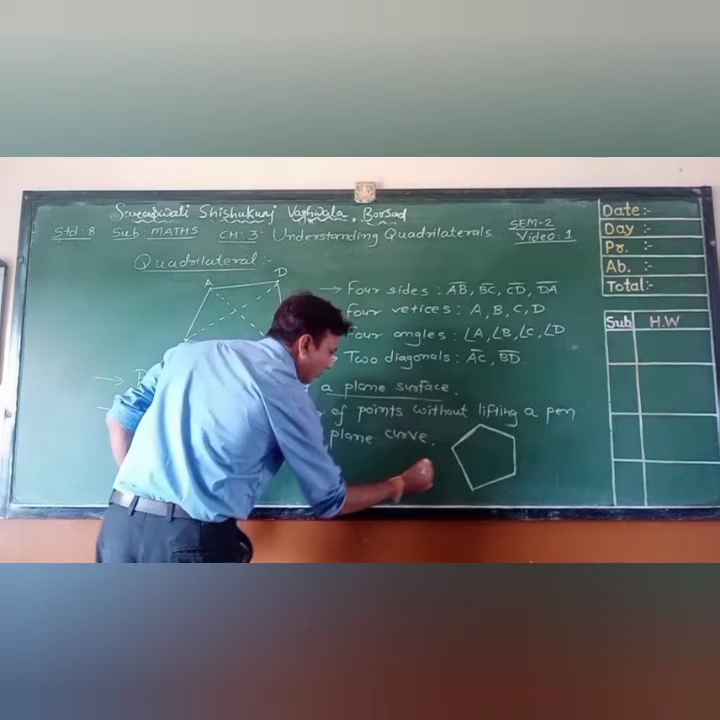 Saraswati Shishukunj Vaghwala, Borsad
Std: 8 Sub: MATHS CH: 3: Understanding Quadrilaterals
SEM-2
Video: 1
Quadrilateral :-
A D
→ Four sides : AB, BC, CD, DA
Four vetices : A, B, C, D
Four angles : ∠A, ∠B, ∠C, ∠D
Two diagonals : AC, BD.
→ a plane surface.
of points without lifting a pen
plane curve.
Date:-
Day :-
Pr. :-
Ab. :-
Total:-
Sub H.W